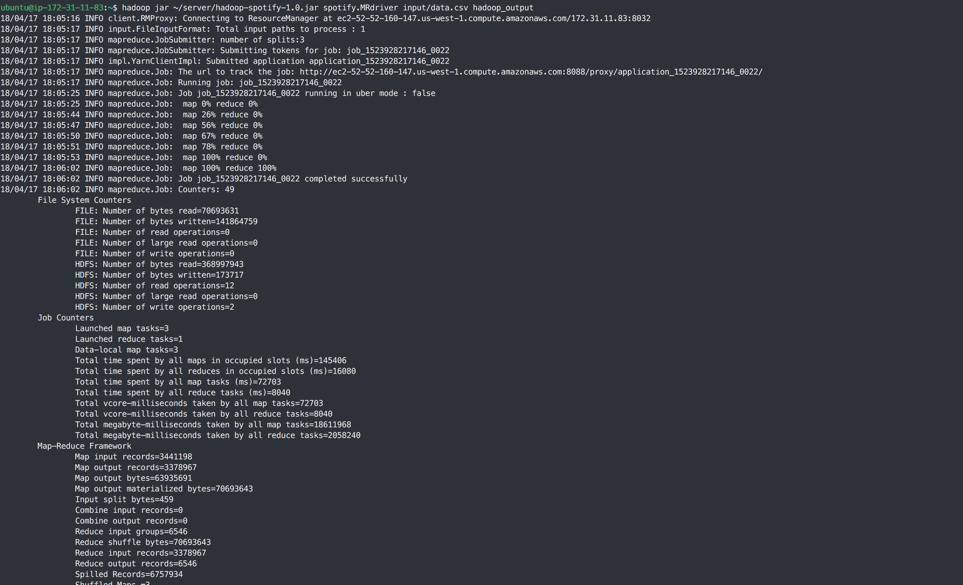 ubuntu@ip-172-31-11-83:~$ hadoop jar ~/server/hadoop-spotify-1.0.jar spotify.MRdriver input/data.csv hadoop_output
18/04/17 18:05:16 INFO client.RMProxy: Connecting to ResourceManager at ec2-52-52-160-147.us-west-1.compute.amazonaws.com/172.31.11.83:8032
18/04/17 18:05:17 INFO input.FileInputFormat: Total input paths to process : 1
18/04/17 18:05:17 INFO mapreduce.JobSubmitter: number of splits:3
18/04/17 18:05:17 INFO mapreduce.JobSubmitter: Submitting tokens for job: job_1523928217146_0022
18/04/17 18:05:17 INFO impl.YarnClientImpl: Submitted application application_1523928217146_0022
18/04/17 18:05:17 INFO mapreduce.Job: The url to track the job: http://ec2-52-52-160-147.us-west-1.compute.amazonaws.com:8088/proxy/application_1523928217146_0022/
18/04/17 18:05:17 INFO mapreduce.Job: Running job: job_1523928217146_0022
18/04/17 18:05:25 INFO mapreduce.Job: Job job_1523928217146_0022 running in uber mode : false
18/04/17 18:05:25 INFO mapreduce.Job:  map 0% reduce 0%
18/04/17 18:05:44 INFO mapreduce.Job:  map 26% reduce 0%
18/04/17 18:05:47 INFO mapreduce.Job:  map 56% reduce 0%
18/04/17 18:05:50 INFO mapreduce.Job:  map 67% reduce 0%
18/04/17 18:05:51 INFO mapreduce.Job:  map 78% reduce 0%
18/04/17 18:05:53 INFO mapreduce.Job:  map 100% reduce 0%
18/04/17 18:06:02 INFO mapreduce.Job:  map 100% reduce 100%
18/04/17 18:06:02 INFO mapreduce.Job: Job job_1523928217146_0022 completed successfully
18/04/17 18:06:02 INFO mapreduce.Job: Counters: 49
File System Counters
FILE: Number of bytes read=70693631
FILE: Number of bytes written=141864759
FILE: Number of read operations=0
FILE: Number of large read operations=0
FILE: Number of write operations=0
HDFS: Number of bytes read=368997943
HDFS: Number of bytes written=173717
HDFS: Number of read operations=12
HDFS: Number of large read operations=0
HDFS: Number of write operations=2
Job Counters
Launched map tasks=3
Launched reduce tasks=1
Data-local map tasks=3
Total time spent by all maps in occupied slots (ms)=145406
Total time spent by all reduces in occupied slots (ms)=16080
Total time spent by all map tasks (ms)=72703
Total time spent by all reduce tasks (ms)=8040
Total vcore-milliseconds taken by all map tasks=72703
Total vcore-milliseconds taken by all reduce tasks=8040
Total megabyte-milliseconds taken by all map tasks=18611968
Total megabyte-milliseconds taken by all reduce tasks=2058240
Map-Reduce Framework
Map input records=3441198
Map output records=3378967
Map output bytes=63935691
Map output materialized bytes=70693643
Input split bytes=459
Combine input records=0
Combine output records=0
Reduce input groups=6546
Reduce shuffle bytes=70693643
Reduce input records=3378967
Reduce output records=6546
Spilled Records=6757934
Shuffled Maps =3